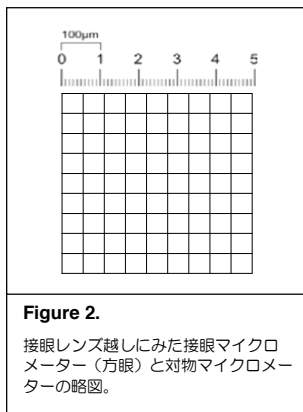 100μm
0 1 2 3 4 5
Figure 2.
接眼レンズ越しにみた接眼マイクロ
メーター（方眼）と対物マイクロメー
ターの略図。